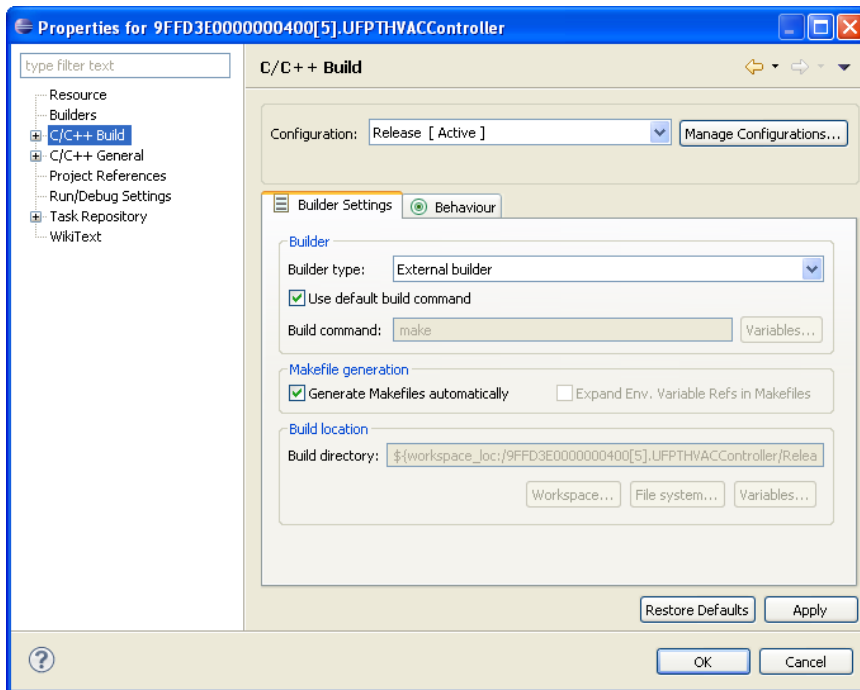 Properties for 9FFD3E0000000400[5].UFPTHVACController
type filter text
Resource
Builders
C/C++ Build
C/C++ General
Project References
Run/Debug Settings
Task Repository
WikiText
C/C++ Build
Configuration: Release [ Active ] Manage Configurations...
Builder Settings Behaviour
Builder
Builder type: External builder
Use default build command
Build command: make Variables...
Makefile generation
Generate Makefiles automatically Expand Env. Variable Refs in Makefiles
Build location
Build directory: ${workspace_loc:/9FFD3E0000000400[5].UFPTHVACController/Relea
Workspace... File system... Variables...
Restore Defaults Apply
OK Cancel